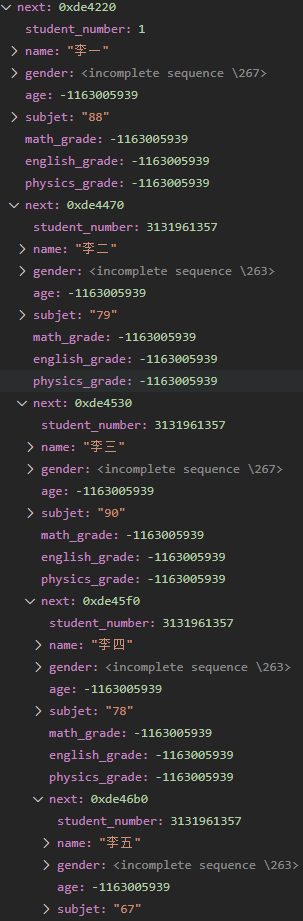 next: 0xde4220
student_number: 1
name: "李一"
gender: <incomplete sequence \267>
age: -1163005939
subjet: "88"
math_grade: -1163005939
english_grade: -1163005939
physics_grade: -1163005939
next: 0xde4470
student_number: 3131961357
name: "李二"
gender: <incomplete sequence \263>
age: -1163005939
subjet: "79"
math_grade: -1163005939
english_grade: -1163005939
physics_grade: -1163005939
next: 0xde4530
student_number: 3131961357
name: "李三"
gender: <incomplete sequence \267>
age: -1163005939
subjet: "90"
math_grade: -1163005939
english_grade: -1163005939
physics_grade: -1163005939
next: 0xde45f0
student_number: 3131961357
name: "李四"
gender: <incomplete sequence \263>
age: -1163005939
subjet: "78"
math_grade: -1163005939
english_grade: -1163005939
physics_grade: -1163005939
next: 0xde46b0
student_number: 3131961357
name: "李五"
gender: <incomplete sequence \263>
age: -1163005939
subjet: "67"